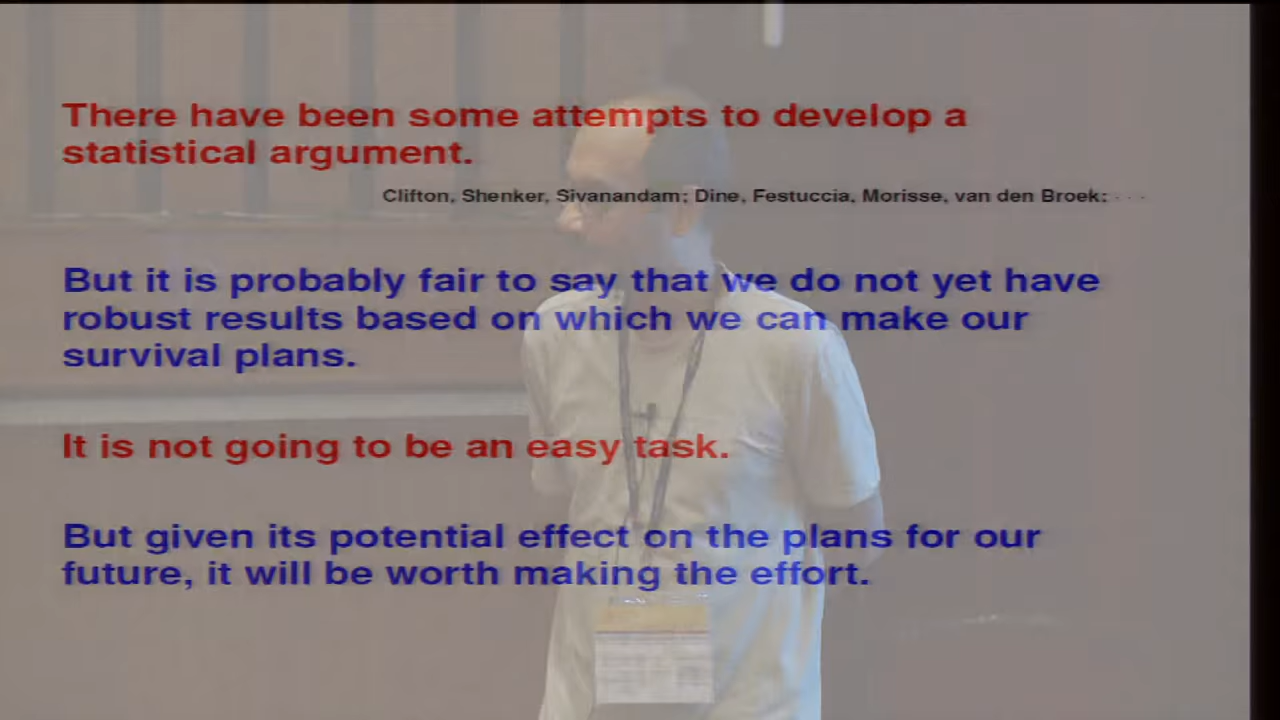 There have been some attempts to develop a
statistical argument.
Clifton, Shenker, Sivanandam; Dine, Festuccia, Morisse, van den Broek; · · ·
But it is probably fair to say that we do not yet have
robust results based on which we can make our
survival plans.
It is not going to be an easy task.
But given its potential effect on the plans for our
future, it will be worth making the effort.